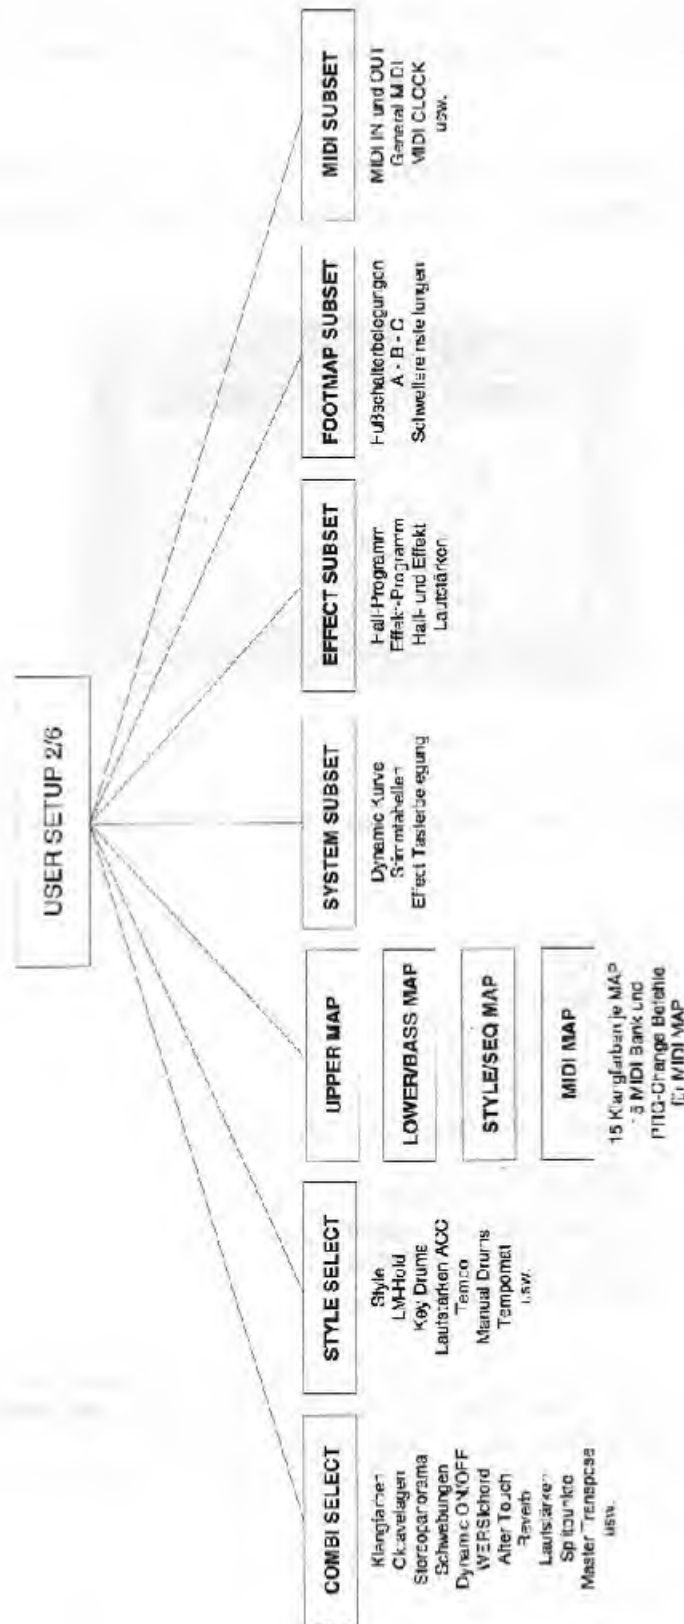 USER SETUP 2/6
COMBI SELECT
Klangfarben
Oktavelagen
Stereopanorama
Schwebungen
Dynamic ON/OFF
WERSIchord
After Touch
Reverb
Lautstärken
Splitpunkte
Master Transpose
usw.
STYLE SELECT
Style
LM-Hold
Key Drums
Lautstärken ACC
Tempo
Manual Drums
Tempomat
usw.
UPPER MAP
LOWER/BASS MAP
STYLE/SEQ MAP
MIDI MAP
15 Klangfarben je MAP
MIDI Bank und
PRG-Change Befehle
für MIDI MAP
SYSTEM SUBSET
Dynamic Kurve
Stimmtabellen
Effect Tasterbelegung
EFFECT SUBSET
Hall-Programm
Effekt-Programm
Hall- und Effekt
Lautstärken
FOOTMAP SUBSET
Fußschalterbelegungen
A - B - C
Schwellereinstellungen
MIDI SUBSET
MIDI IN und OUT
General MIDI
MIDI CLOCK
usw.